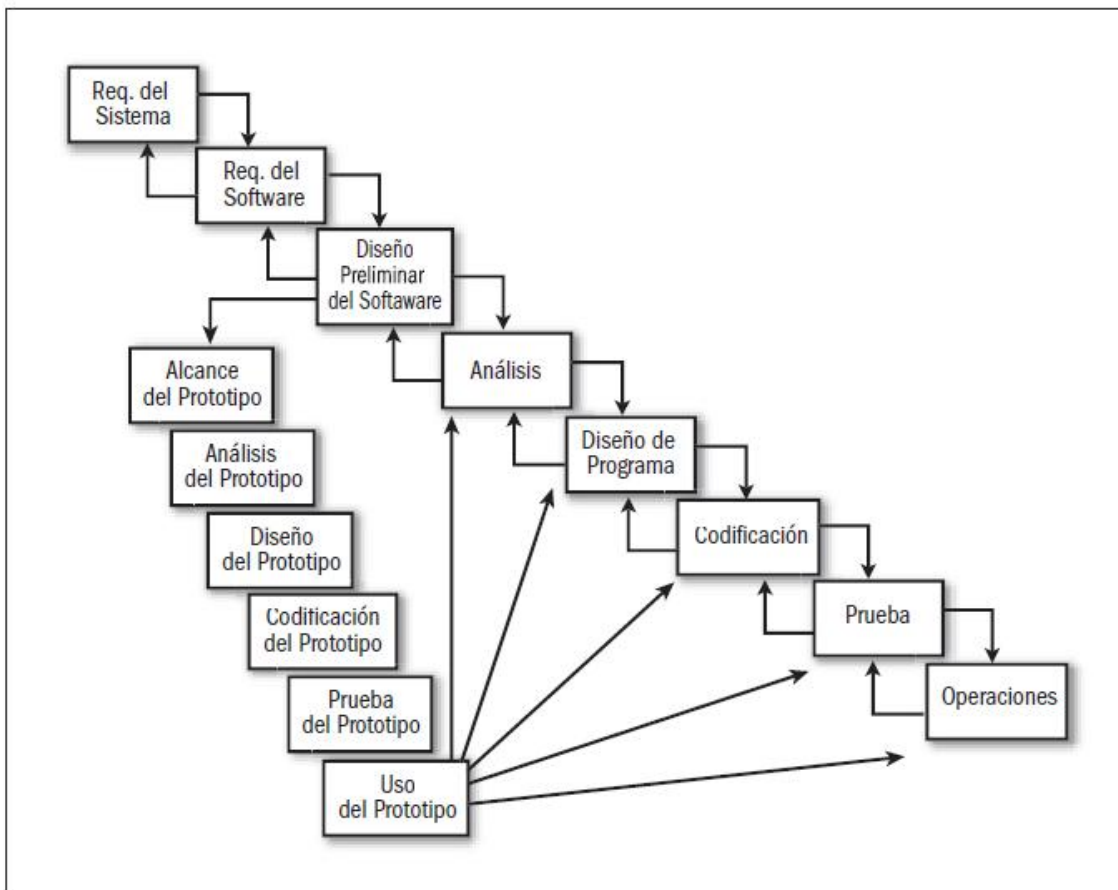 Req. del
Sistema
Req. del
Software
Diseño
Preliminar
del Softaware
Alcance
del Prototipo
Análisis
Análisis
del Prototipo
Diseño de
Programa
Diseño
del Prototipo
Codificación
Codificación
del Prototipo
Prueba
Prueba
del Prototipo
Operaciones
Uso
del Prototipo